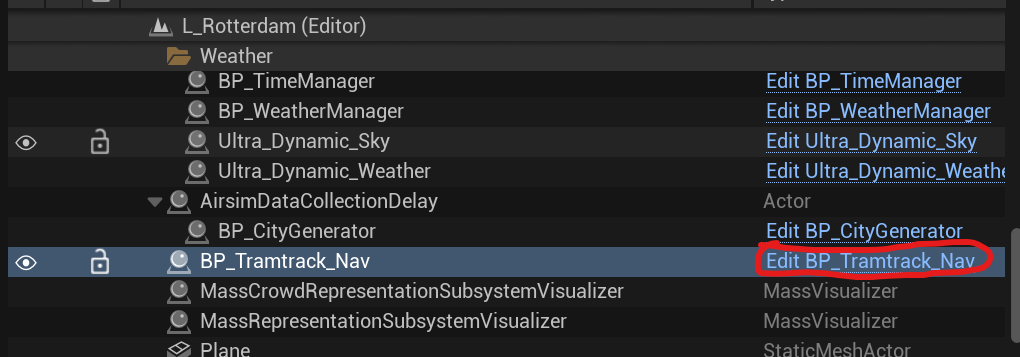 L_Rotterdam (Editor)
Weather
BP_TimeManager Edit BP_TimeManager
BP_WeatherManager Edit BP_WeatherManager
Ultra_Dynamic_Sky Edit Ultra_Dynamic_Sky
Ultra_Dynamic_Weather Edit Ultra_Dynamic_Weathe
AirsimDataCollectionDelay Actor
BP_CityGenerator Edit BP_CityGenerator
BP_Tramtrack_Nav Edit BP_Tramtrack_Nav
MassCrowdRepresentationSubsystemVisualizer MassVisualizer
MassRepresentationSubsystemVisualizer MassVisualizer
Plane StaticMeshActor